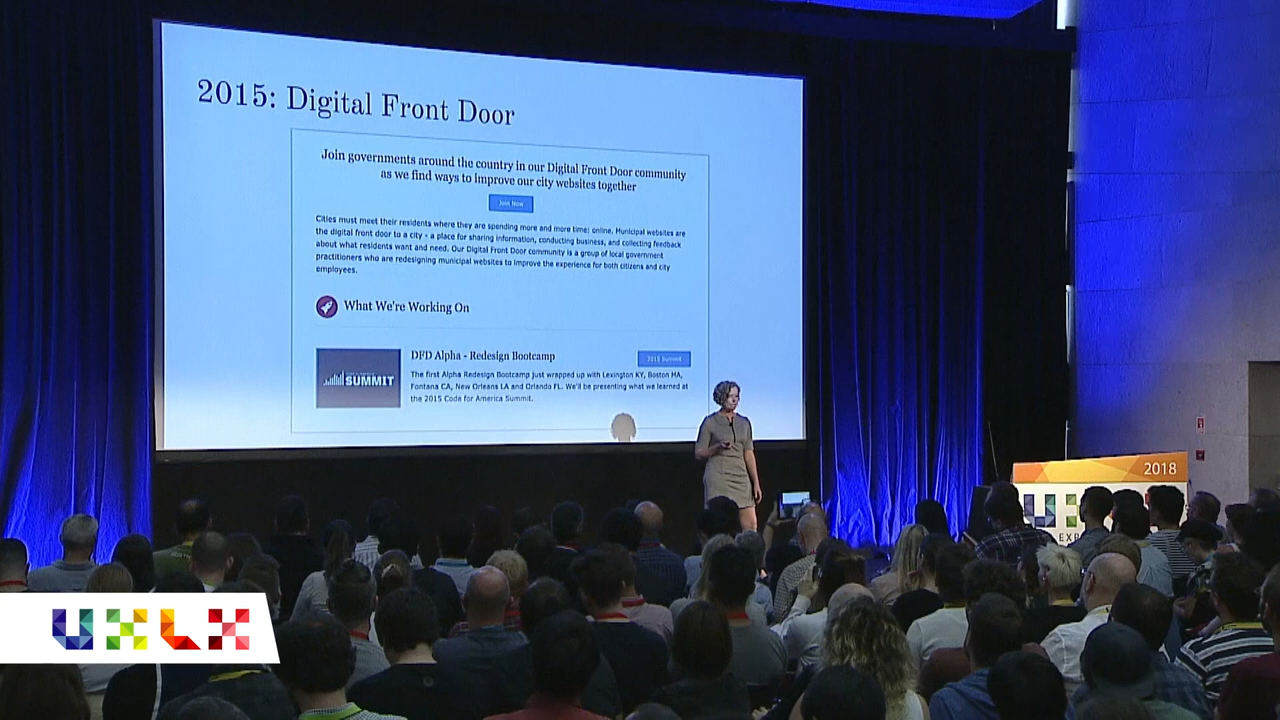 2015: Digital Front Door
Join governments around the country in our Digital Front Door community
as we find ways to improve our city websites together
Join Now
Cities must meet their residents where they are spending more and more time: online. Municipal websites are
the digital front door to a city - a place for sharing information, conducting business, and collecting feedback
about what residents want and need. Our Digital Front Door community is a group of local government
practitioners who are redesigning municipal websites to improve the experience for both citizens and city
employees.
What We're Working On
DFD Alpha - Redesign Bootcamp
2015 Summit
SUMMIT
The first Alpha Redesign Bootcamp just wrapped up with Lexington KY, Boston MA,
Fontana CA, New Orleans LA and Orlando FL. We'll be presenting what we learned at
the 2015 Code for America Summit.
2018
UXLX